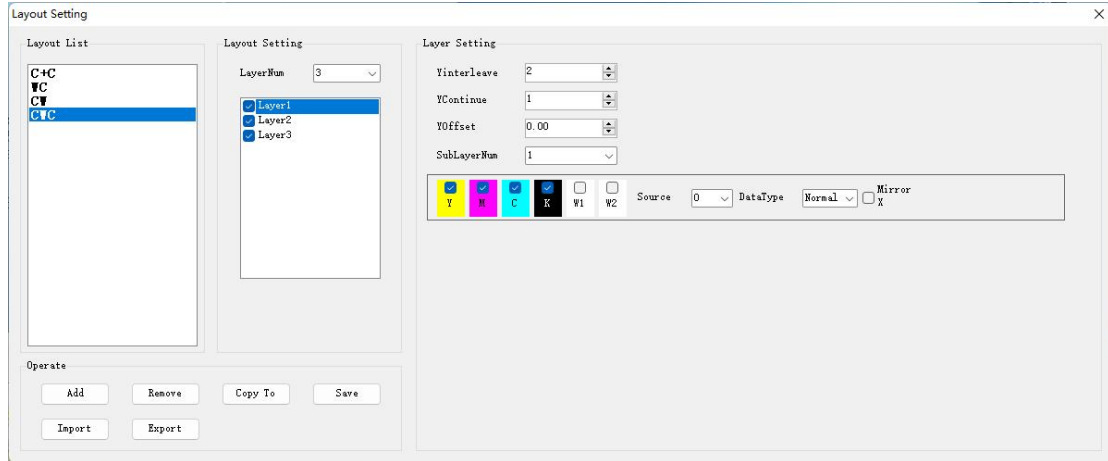 Layout Setting
Layout List
C+C
WC
CW
CWC
Layout Setting
LayerNum 3
Layer1
Layer2
Layer3
Operate
Add Remove Copy To Save
Import Export
Layer Setting
Yinterleave 2
YContinue 1
YOffset 0.00
SubLayerNum 1
Y M C K W1 W2 Source 0 DataType Normal Mirror X